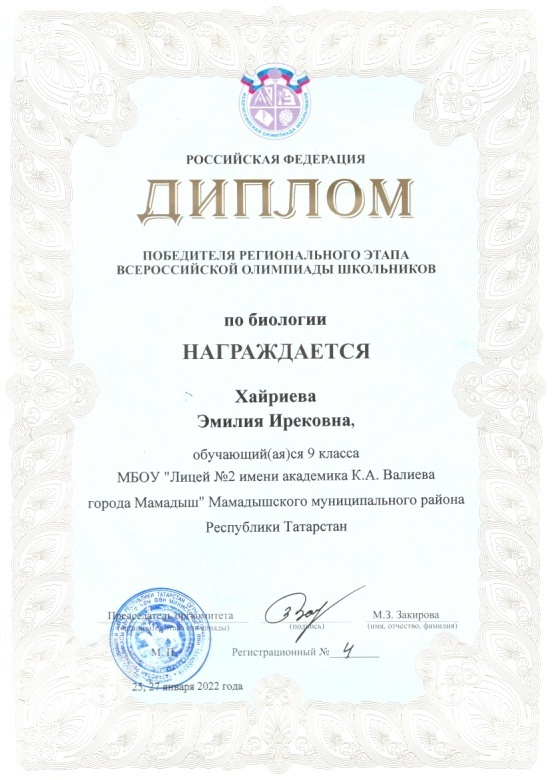 ВСЕРОССИЙСКАЯ ОЛИМПИАДА ШКОЛЬНИКОВ
РОССИЙСКАЯ ФЕДЕРАЦИЯ
ДИПЛОМ
ПОБЕДИТЕЛЯ РЕГИОНАЛЬНОГО ЭТАПА
ВСЕРОССИЙСКОЙ ОЛИМПИАДЫ ШКОЛЬНИКОВ
по биологии
НАГРАЖДАЕТСЯ
Хайриева
Эмилия Ирековна,
обучающий(ая)ся 9 класса
МБОУ "Лицей №2 имени академика К.А. Валиева
города Мамадыш" Мамадышского муниципального района
Республики Татарстан
Председатель оргкомитета М.З. Закирова
(подпись) (имя, отчество, фамилия)
М.П. Регистрационный № 4
25, 27 января 2022 года